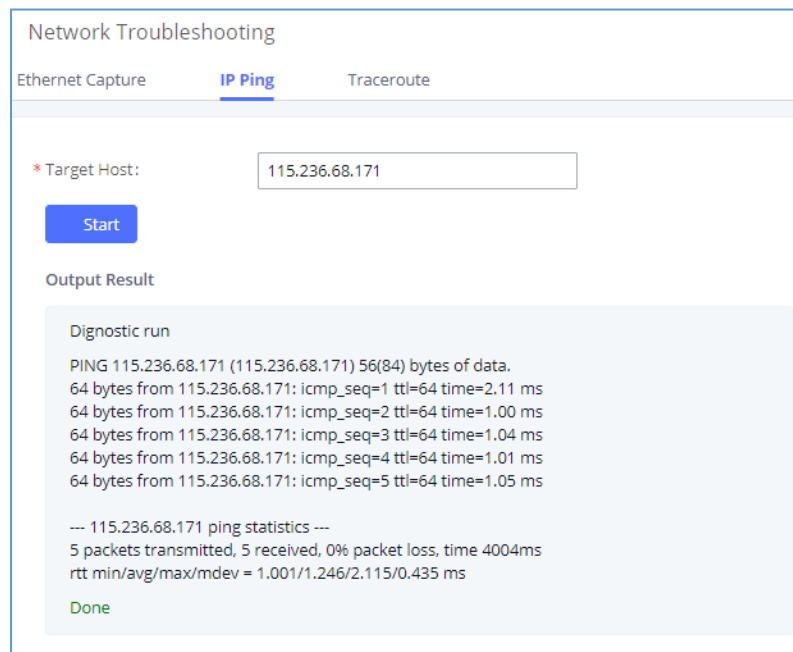 Network Troubleshooting
Ethernet Capture IP Ping Traceroute
* Target Host: 115.236.68.171
Start
Output Result
Dignostic run
PING 115.236.68.171 (115.236.68.171) 56(84) bytes of data.
64 bytes from 115.236.68.171: icmp_seq=1 ttl=64 time=2.11 ms
64 bytes from 115.236.68.171: icmp_seq=2 ttl=64 time=1.00 ms
64 bytes from 115.236.68.171: icmp_seq=3 ttl=64 time=1.04 ms
64 bytes from 115.236.68.171: icmp_seq=4 ttl=64 time=1.01 ms
64 bytes from 115.236.68.171: icmp_seq=5 ttl=64 time=1.05 ms
--- 115.236.68.171 ping statistics ---
5 packets transmitted, 5 received, 0% packet loss, time 4004ms
rtt min/avg/max/mdev = 1.001/1.246/2.115/0.435 ms
Done